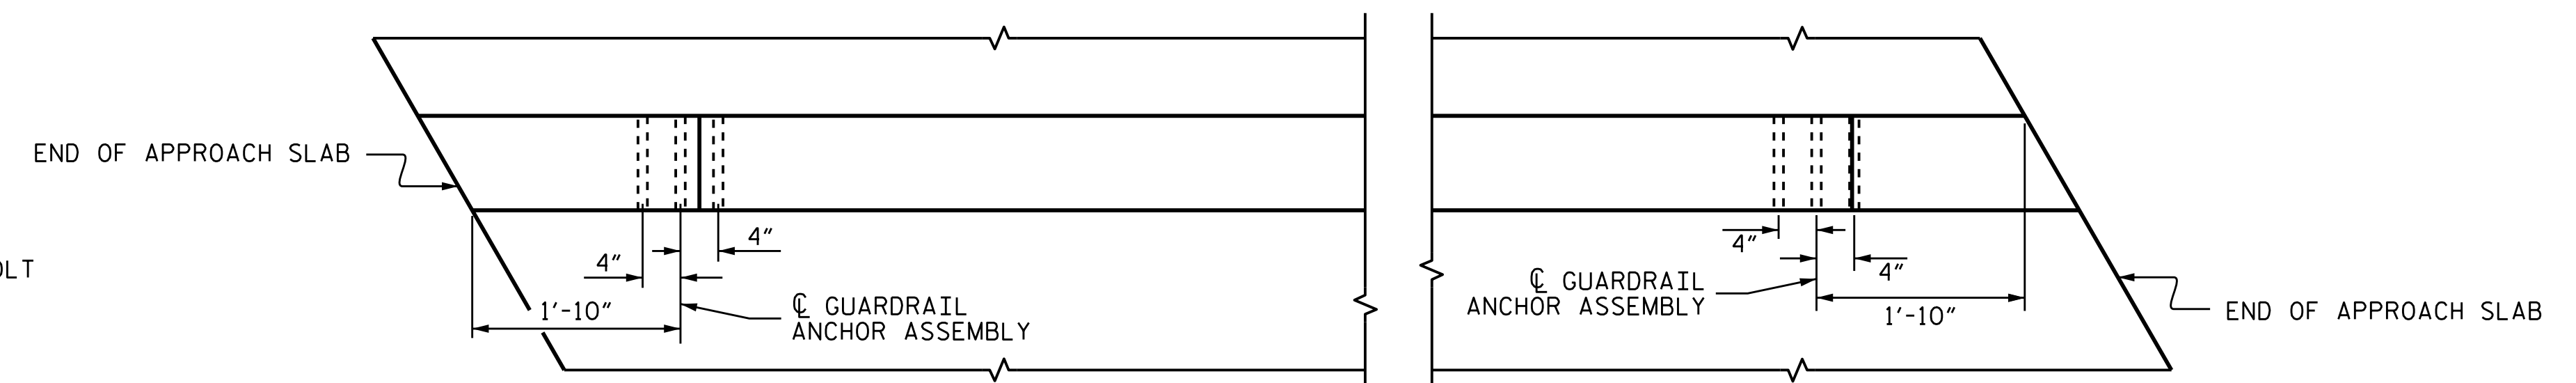 END OF APPROACH SLAB
OLT
4"
4"
1'-10"
℄ GUARDRAIL
ANCHOR ASSEMBLY
4"
4"
℄ GUARDRAIL
ANCHOR ASSEMBLY
1'-10"
END OF APPROACH SLAB